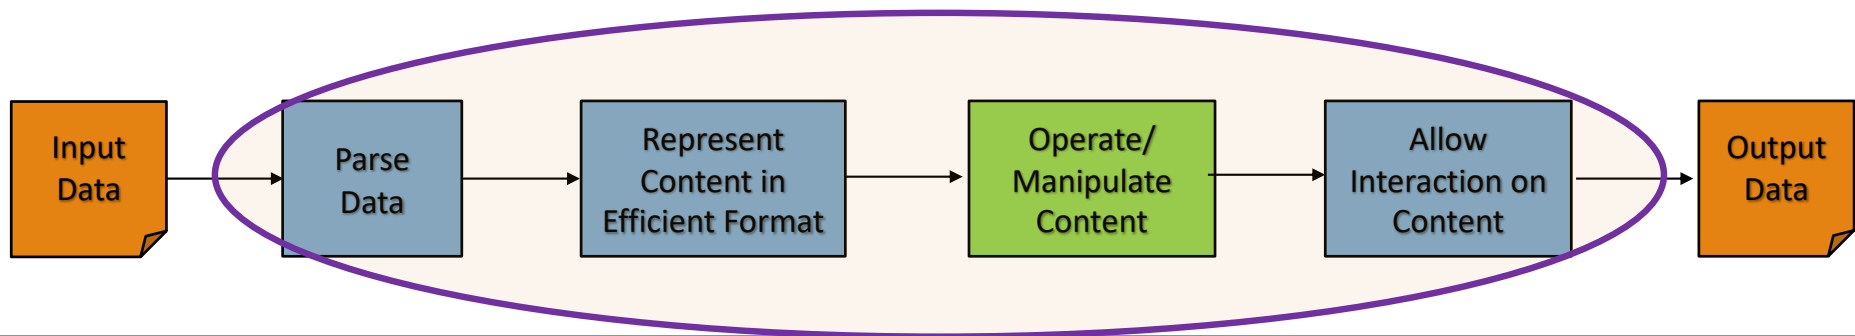 Input
Data
Parse
Data
Represent
Content in
Efficient Format
Operate/
Manipulate
Content
Allow
Interaction on
Content
Output
Data